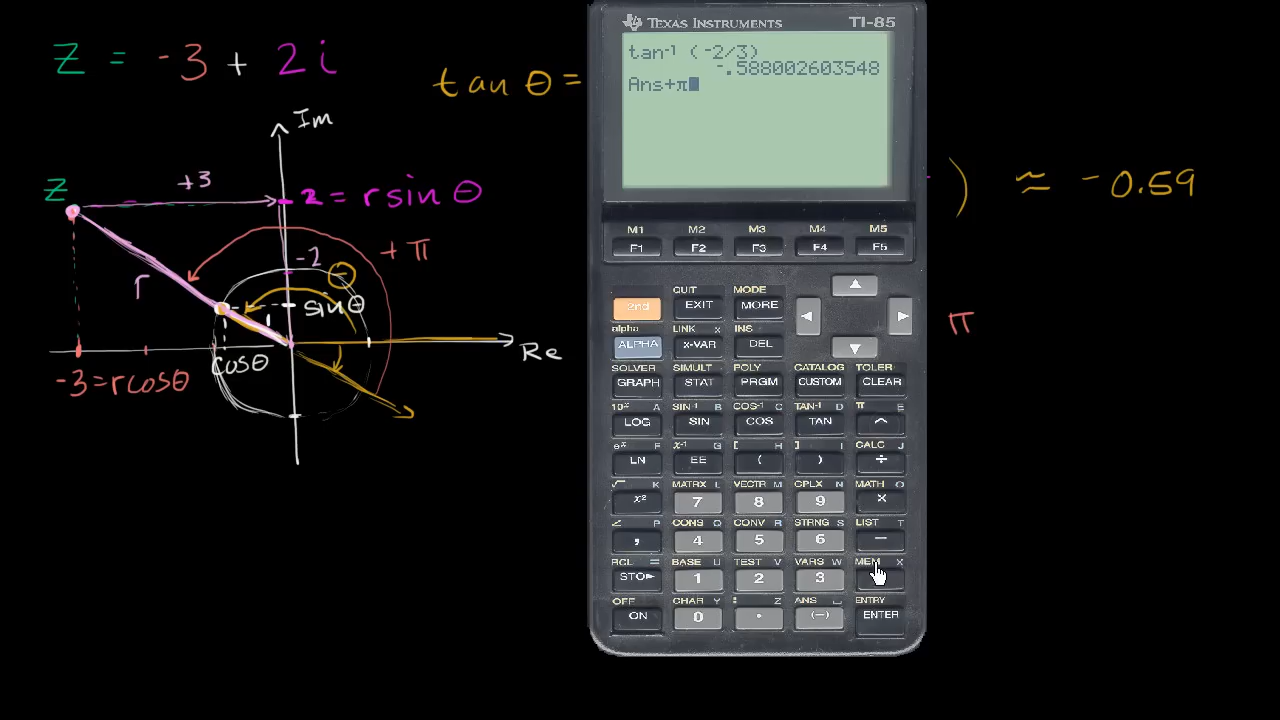 Z = -3 + 2i
tan θ =
) ≈ -0.59
Im
Z
+3
2 = r sin θ
+ π
-2
θ
r
sin θ
1
Re
cos θ
-3 = r cos θ
π
TEXAS INSTRUMENTS TI-85
tan⁻¹ (-2/3)
-.588002603548
Ans+π
M1 M2 M3 M4 M5
F1 F2 F3 F4 F5
QUIT MODE
2nd EXIT MORE
alpha LINK x INS
ALPHA x-VAR DEL
SOLVER SIMULT POLY CATALOG TOLER
GRAPH STAT PRGM CUSTOM CLEAR
10ˣ A SIN⁻¹ B COS⁻¹ C TAN⁻¹ D π E
LOG SIN COS TAN ^
eˣ F x⁻¹ G [ H ] I CALC J
LN EE ( ) ÷
√ K MATRX L VECTR M CPLX N MATH O
x² 7 8 9 ×
∠ P CONS Q CONV R STRNG S LIST T
, 4 5 6 −
RCL = BASE U TEST V VARS W MEM X
STO► 1 2 3
OFF CHAR Y : Z ANS ␣ ENTRY
ON 0 . (−) ENTER